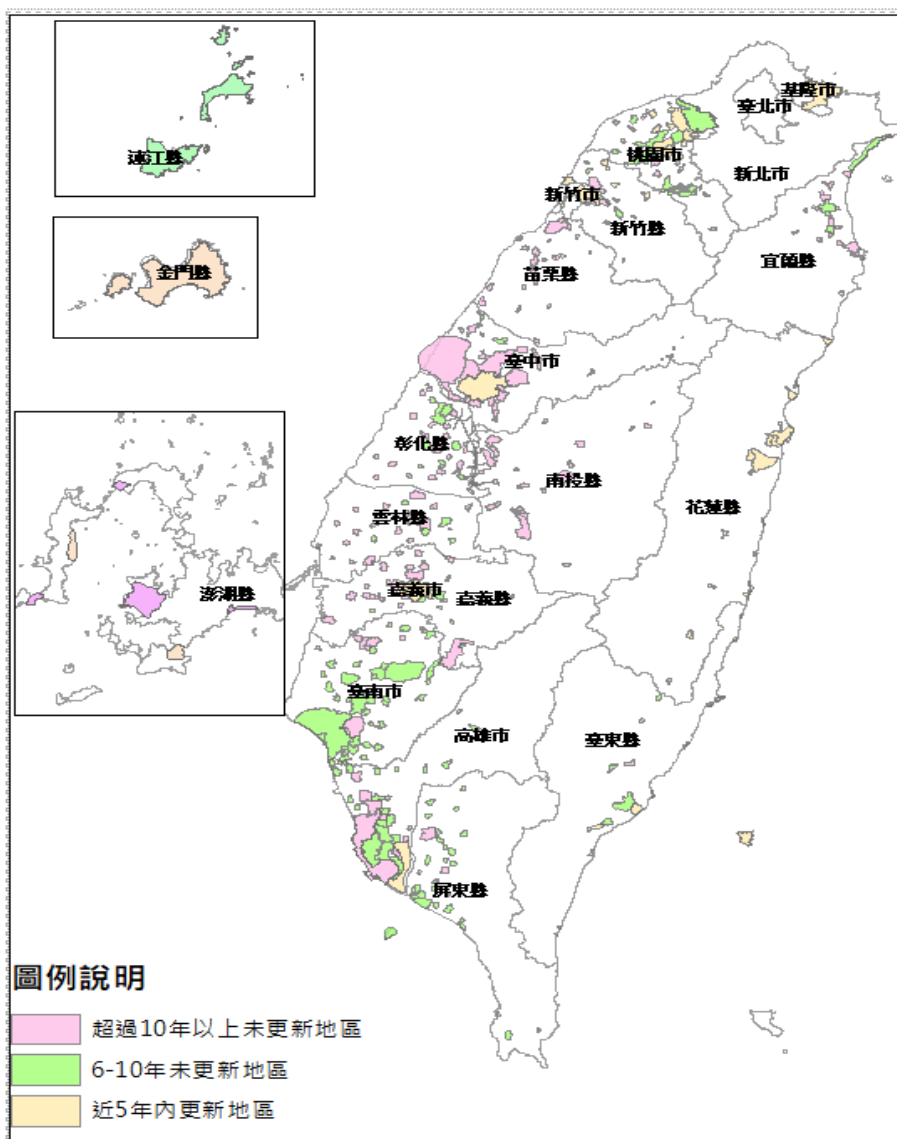 基隆市
臺北市
連江縣
桃園市
新北市
新竹市
新竹縣
宜蘭縣
金門縣
苗栗縣
臺中市
彰化縣
南投縣
花蓮縣
雲林縣
嘉義市
嘉義縣
澎湖縣
臺南市
高雄市
臺東縣
屏東縣
圖例說明
超過10年以上未更新地區
6-10年未更新地區
近5年內更新地區